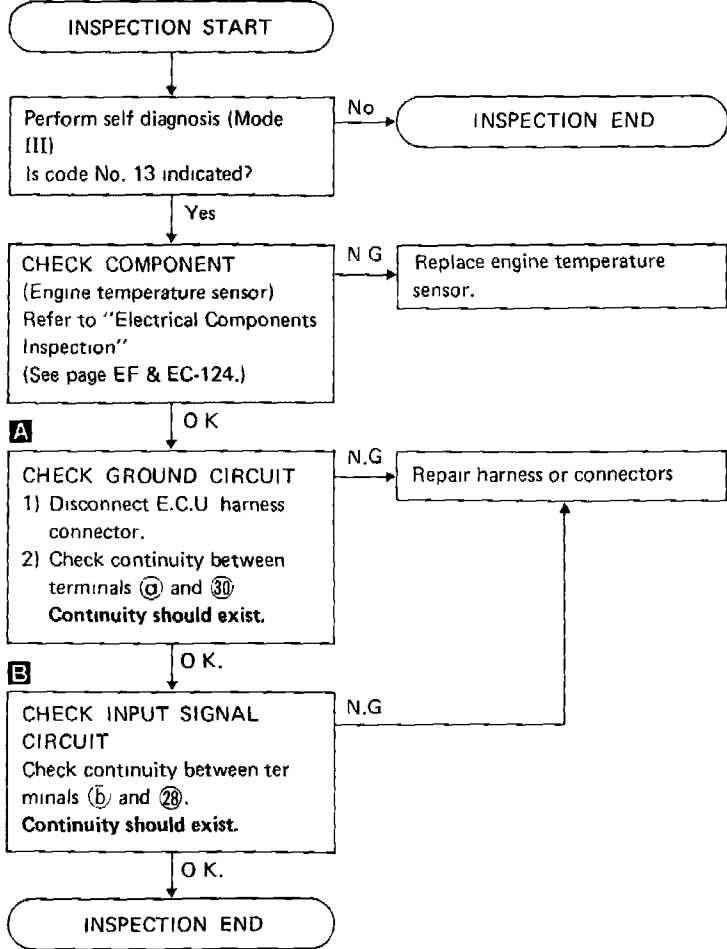 INSPECTION START
Perform self diagnosis (Mode
III)
Is code No. 13 indicated?
No
INSPECTION END
Yes
CHECK COMPONENT
(Engine temperature sensor)
Refer to "Electrical Components
Inspection"
(See page EF & EC-124.)
N G
Replace engine temperature
sensor.
O K
A
CHECK GROUND CIRCUIT
1) Disconnect E.C.U harness
connector.
2) Check continuity between
terminals ⓐ and ㉚
Continuity should exist.
N.G
Repair harness or connectors
O K.
B
CHECK INPUT SIGNAL
CIRCUIT
Check continuity between ter
minals ⓑ and ㉘.
Continuity should exist.
N.G
O K.
INSPECTION END